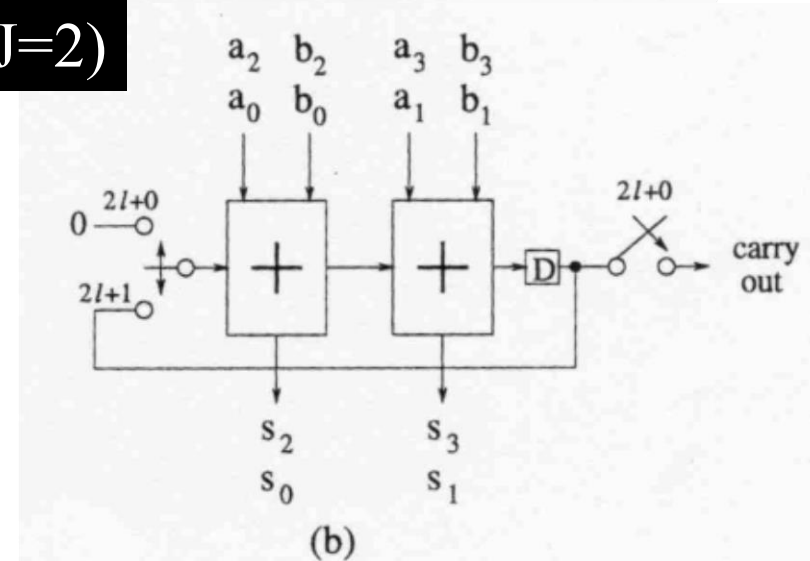 J=2)
a₂ b₂ a₃ b₃
a₀ b₀ a₁ b₁
2l+0
0
2l+1
+ +
D
2l+0
carry
out
s₂ s₃
s₀ s₁
(b)